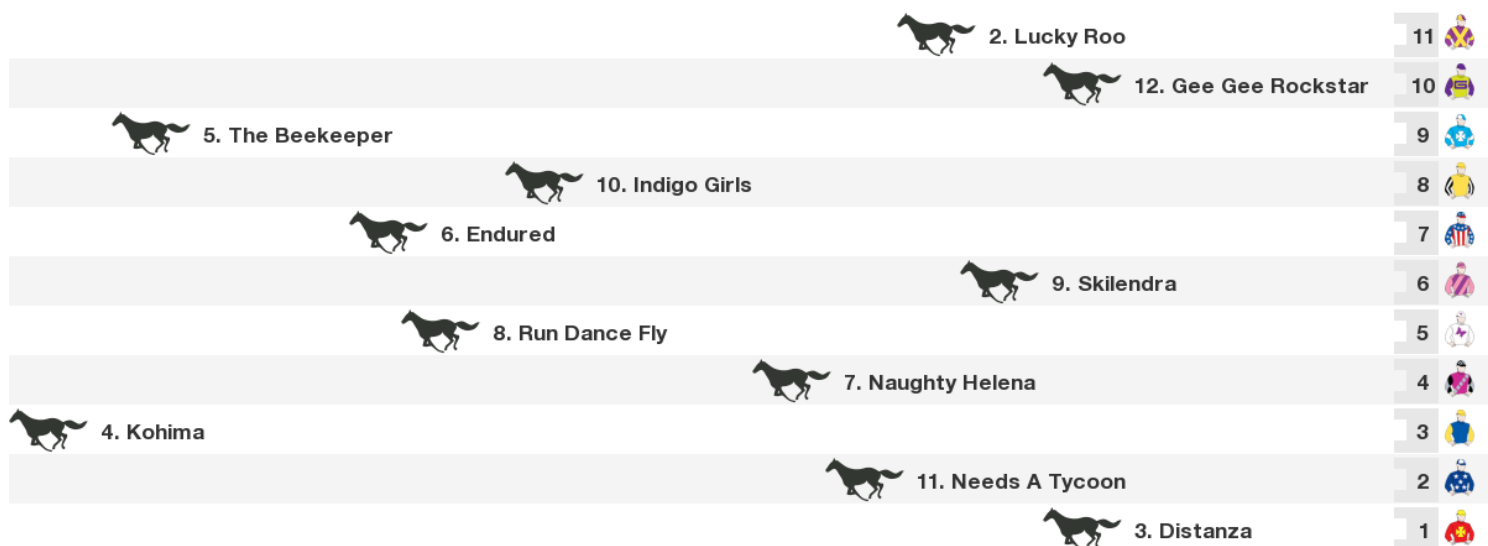 2. Lucky Roo 11
12. Gee Gee Rockstar 10
5. The Beekeeper 9
10. Indigo Girls 8
6. Endured 7
9. Skilendra 6
8. Run Dance Fly 5
7. Naughty Helena 4
4. Kohima 3
11. Needs A Tycoon 2
3. Distanza 1